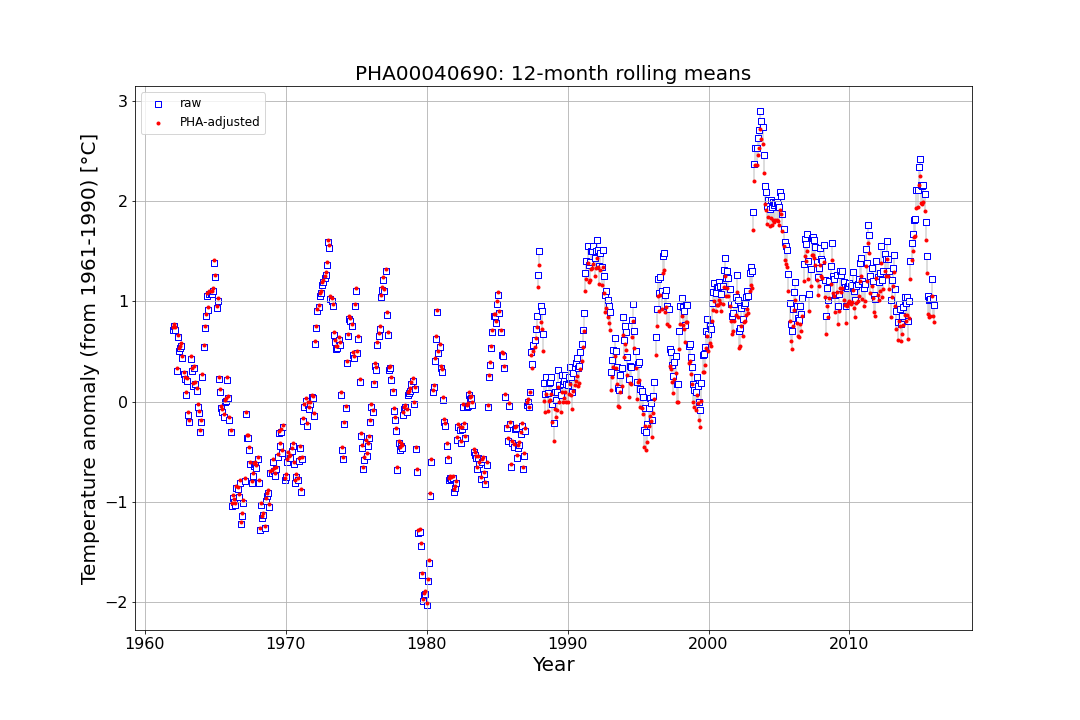 PHA00040690: 12-month rolling means
raw
PHA-adjusted
Temperature anomaly (from 1961-1990) [°C]
3
2
1
0
−1
−2
1960 1970 1980 1990 2000 2010
Year